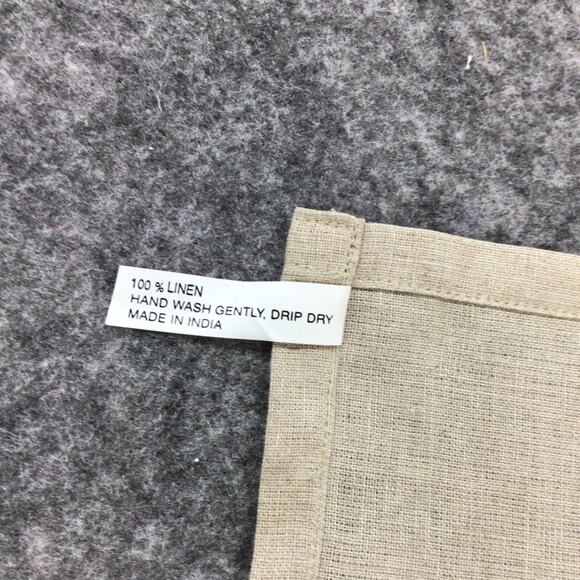 100 % LINEN
HAND WASH GENTLY, DRIP DRY
MADE IN INDIA